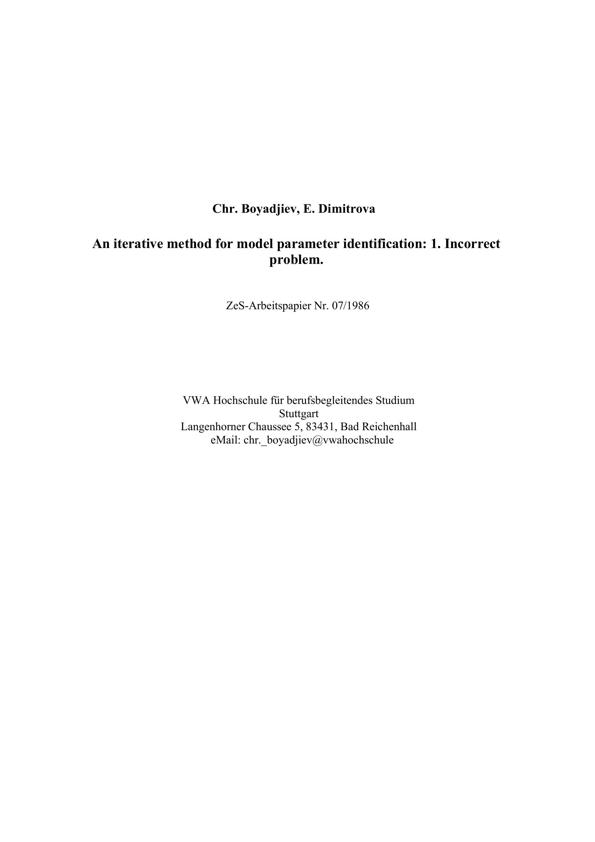 Chr. Boyadjiev, E. Dimitrova
An iterative method for model parameter identification: 1. Incorrect
problem.
ZeS-Arbeitspapier Nr. 07/1986
VWA Hochschule für berufsbegleitendes Studium
Stuttgart
Langenhorner Chaussee 5, 83431, Bad Reichenhall
eMail: chr._boyadjiev@vwahochschule